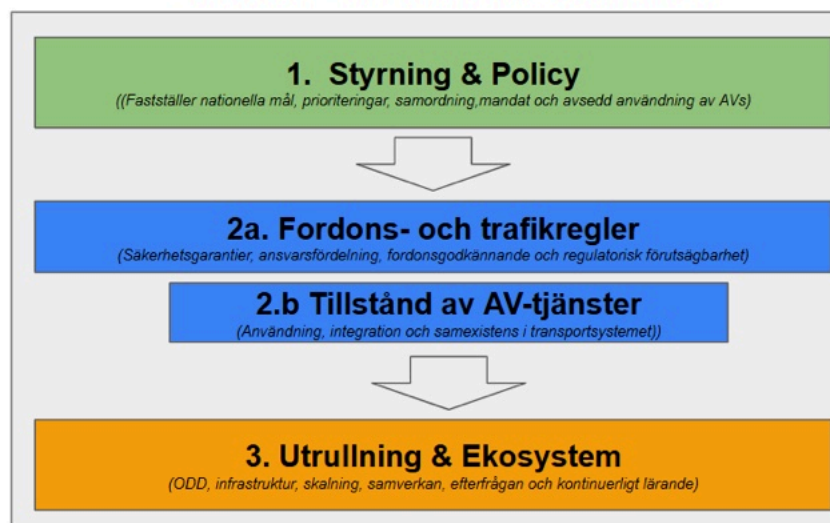 1. Styrning & Policy
((Fastställer nationella mål, prioriteringar, samordning,mandat och avsedd användning av AVs)
2a. Fordons- och trafikregler
(Säkerhetsgarantier, ansvarsfördelning, fordonsgodkännande och regulatorisk förutsägbarhet)
2.b Tillstånd av AV-tjänster
(Användning, integration och samexistens i transportsystemet))
3. Utrullning & Ekosystem
(ODD, infrastruktur, skalning, samverkan, efterfrågan och kontinuerligt lärande)